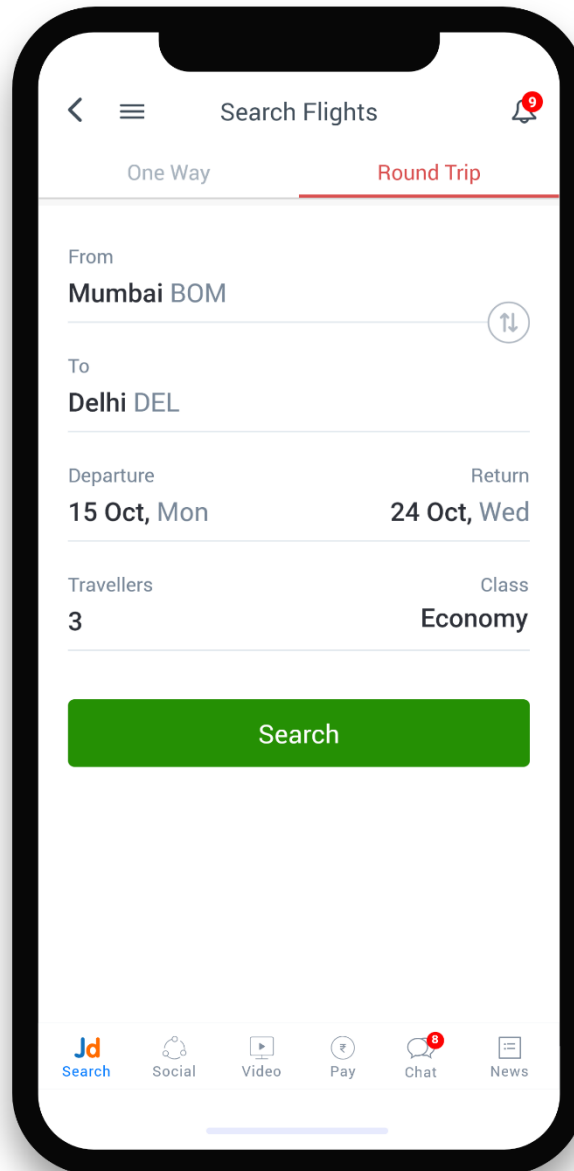 Search Flights
9
One Way Round Trip
From
Mumbai BOM
To
Delhi DEL
Departure Return
15 Oct, Mon 24 Oct, Wed
Travellers Class
3 Economy
Search
Jd ₹ 8
Search Social Video Pay Chat News